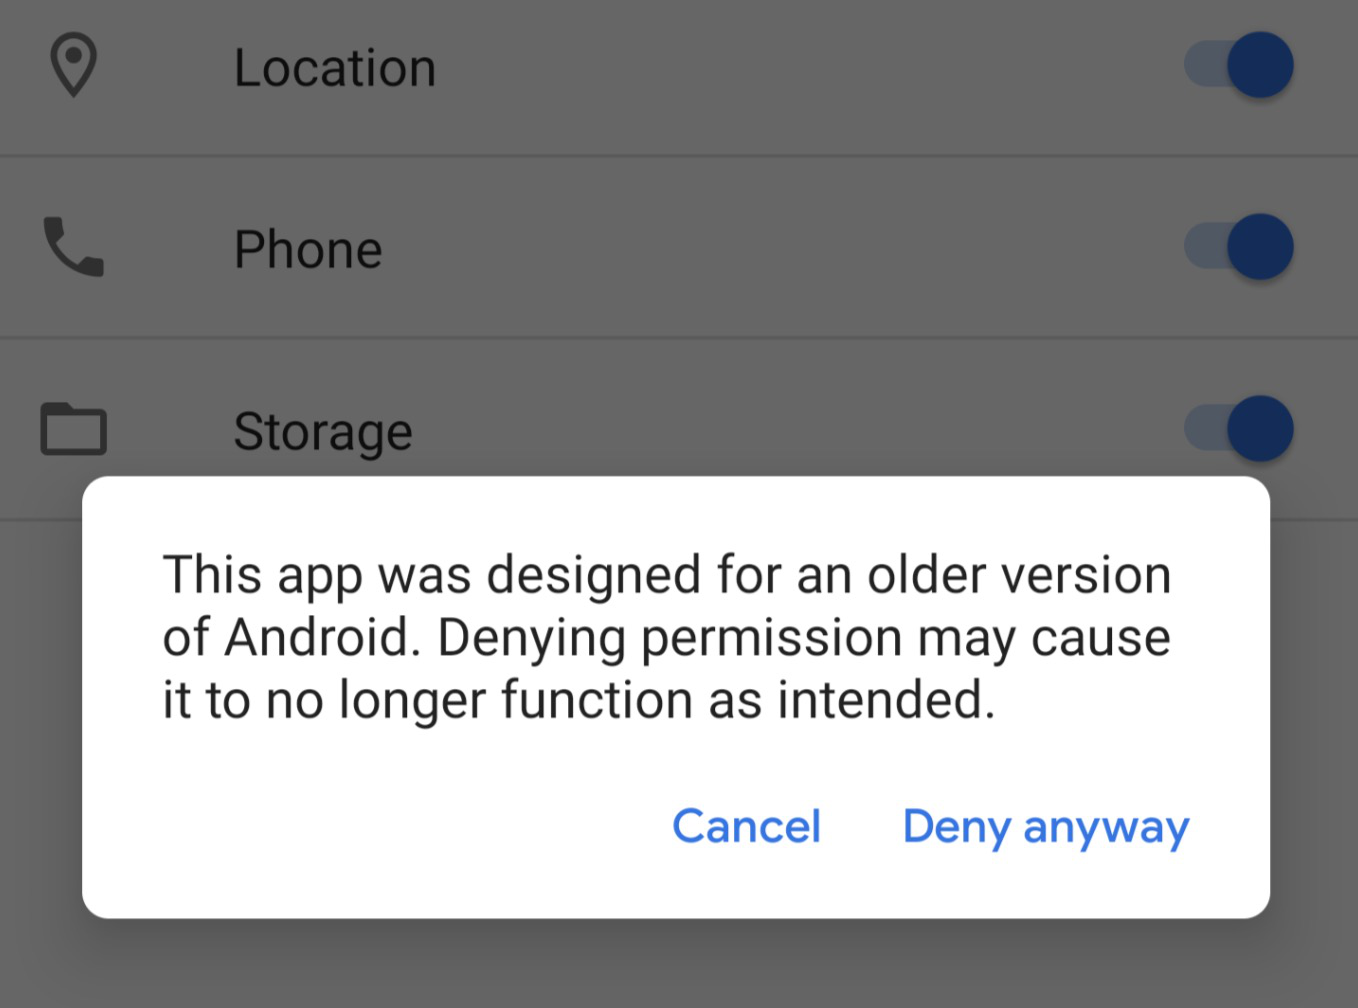 Location
Phone
Storage
This app was designed for an older version
of Android. Denying permission may cause
it to no longer function as intended.
Cancel Deny anyway